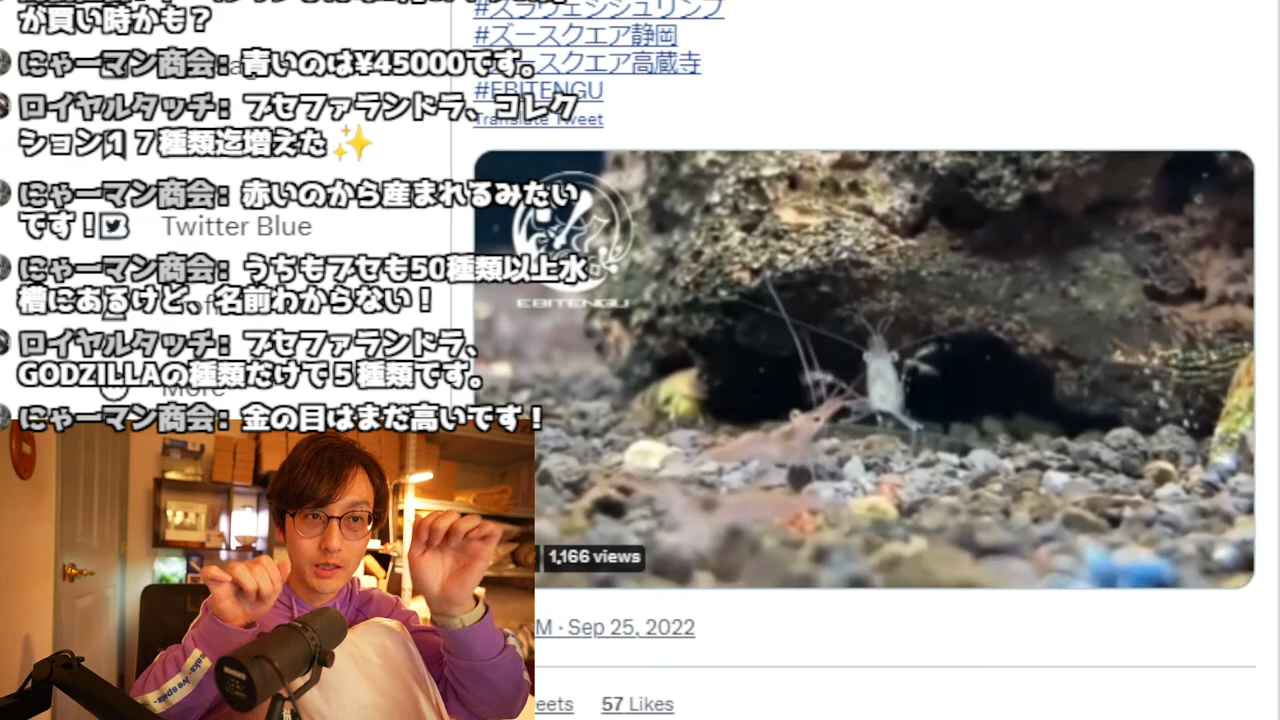 が買い時かも？
にゃーマン商会: 青いのは¥45000です。
ロイヤルタッチ: ブセファランドラ、コレク
ション１７種類迄増えた✨
にゃーマン商会: 赤いのから産まれるみたい
です！
Twitter Blue
にゃーマン商会: うちもブセも50種類以上水
槽にあるけど、名前わからない！
ロイヤルタッチ: ブセファランドラ、
GODZILLAの種類だけで５種類です。
More
にゃーマン商会: 金の目はまだ高いです！
#スラウェシシュリンプ
#ズースクエア静岡
ースクエア高蔵寺
#EBITENGU
Translate Tweet
EBITENGU
1,166 views
M · Sep 25, 2022
eets 57 Likes